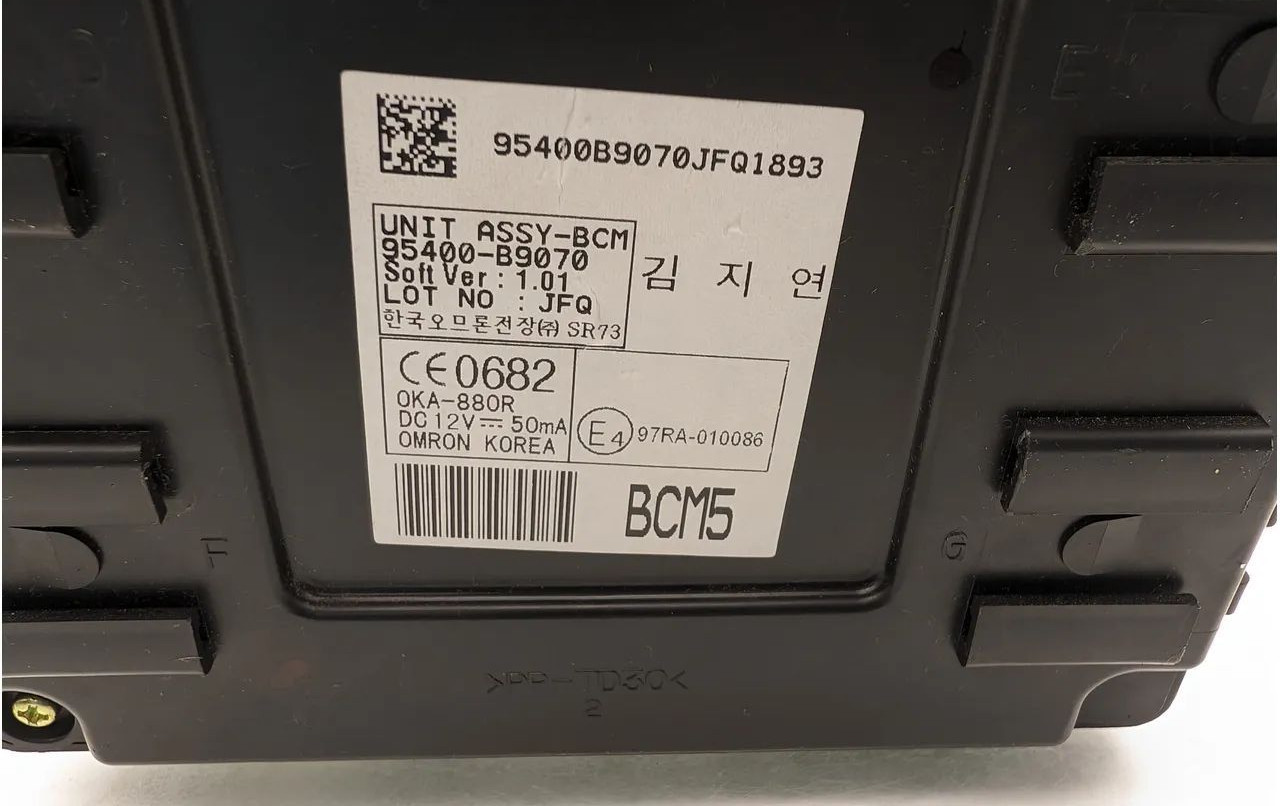 95400B9070JFQ1893
UNIT ASSY-BCM
95400-B9070
Soft Ver : 1.01
LOT NO : JFQ
한국오므론전장(주) SR73
김 지 연
CE0682
OKA-880R
DC 12V⎓50mA
OMRON KOREA
E4 97RA-010086
BCM5
E
F
G
>PP-TD30<
2